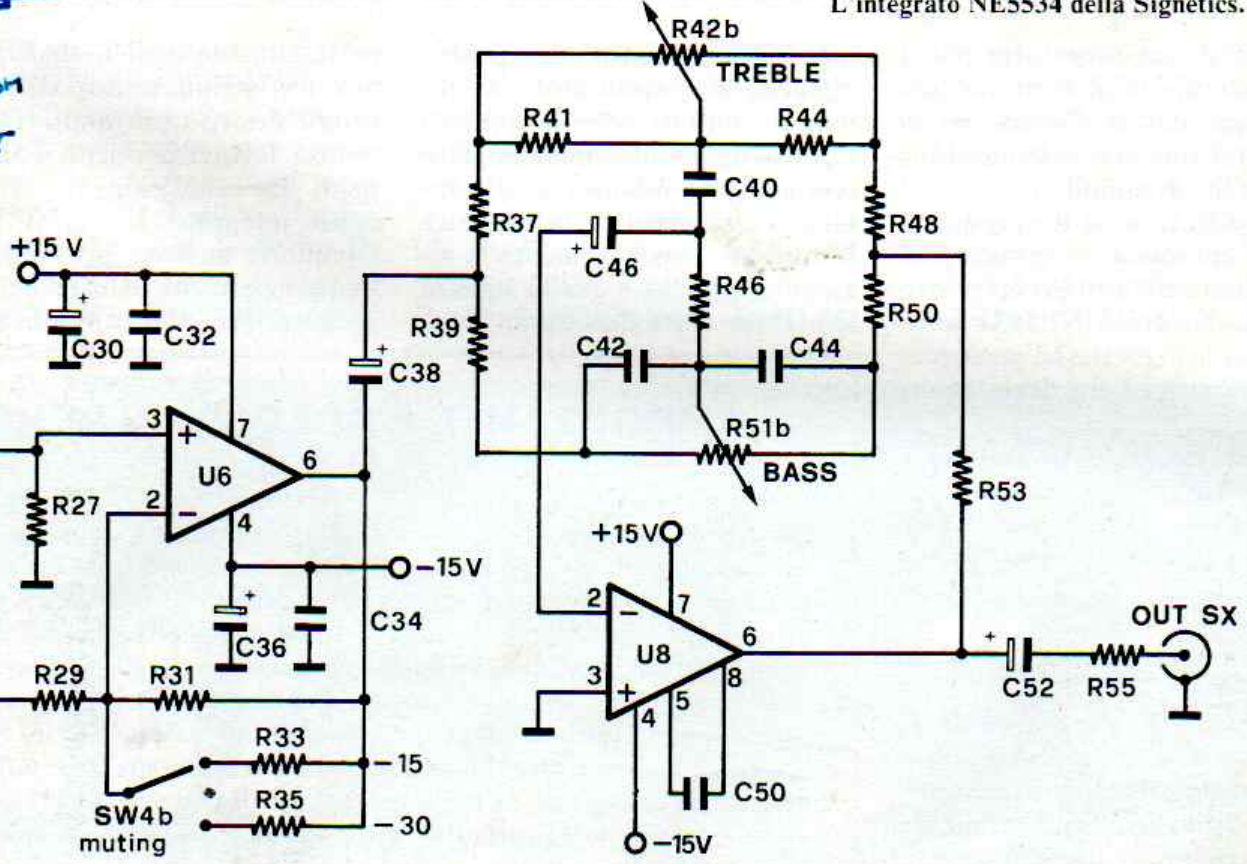 L'integrato NE5534 della Signetics.
R42b
TREBLE
R41
R44
C40
R37
R48
+
C46
+15 V
R46
R50
+
C30
C32
R39
C42
C44
+
C38
3
+
7
R51b
BASS
U6
6
R53
R27
2
−
4
+15V
−15V
2
−
7
+
C36
C34
OUT SX
6
+
U8
R29
R31
3
+
8
C52
R55
4
5
R33
−15
C50
R35
−30
SW4b
muting
−15V